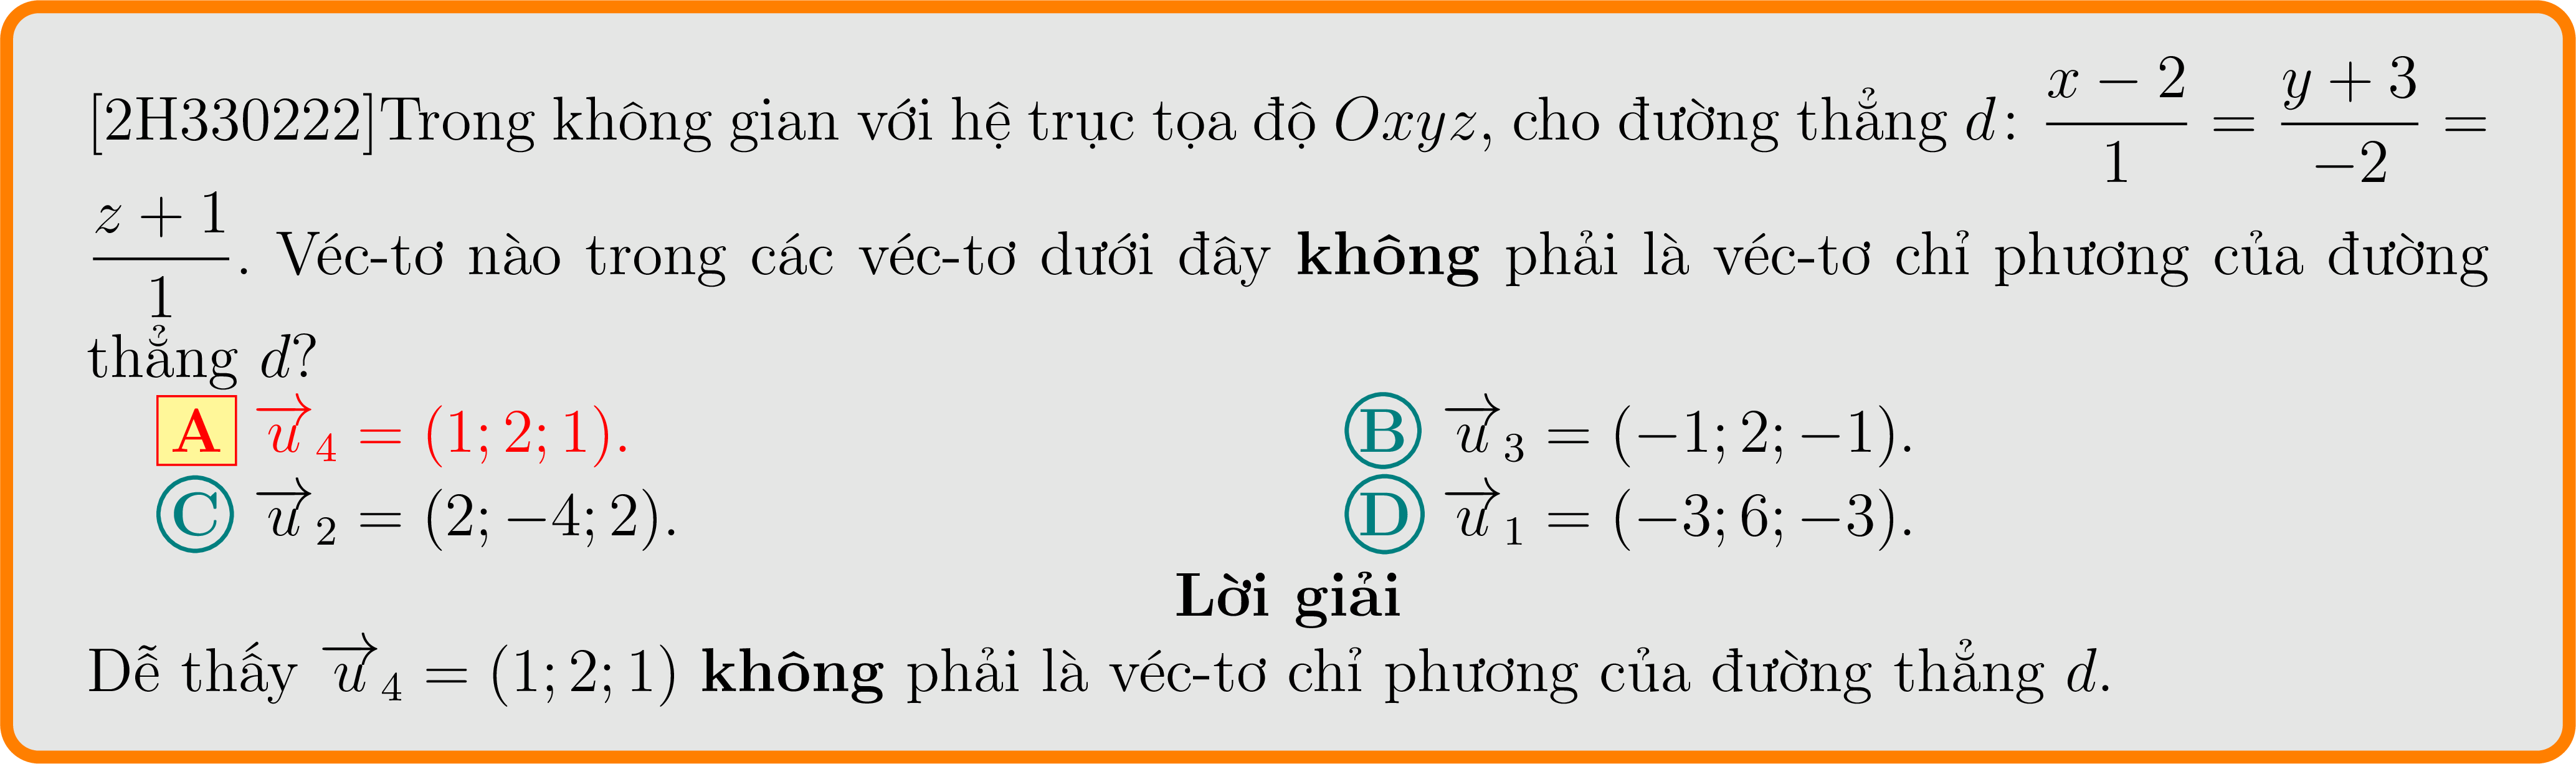 [2H330222]Trong không gian với hệ trục tọa độ Oxyz, cho đường thẳng d: \frac{x − 2}{1} = \frac{y + 3}{−2} =
\frac{z + 1}{1}. Véc-tơ nào trong các véc-tơ dưới đây không phải là véc-tơ chỉ phương của đường
thẳng d?
A \overrightarrow{u}_4 = (1; 2; 1). B \overrightarrow{u}_3 = (−1; 2; −1).
C \overrightarrow{u}_2 = (2; −4; 2). D \overrightarrow{u}_1 = (−3; 6; −3).
Lời giải
Dễ thấy \overrightarrow{u}_4 = (1; 2; 1) không phải là véc-tơ chỉ phương của đường thẳng d.